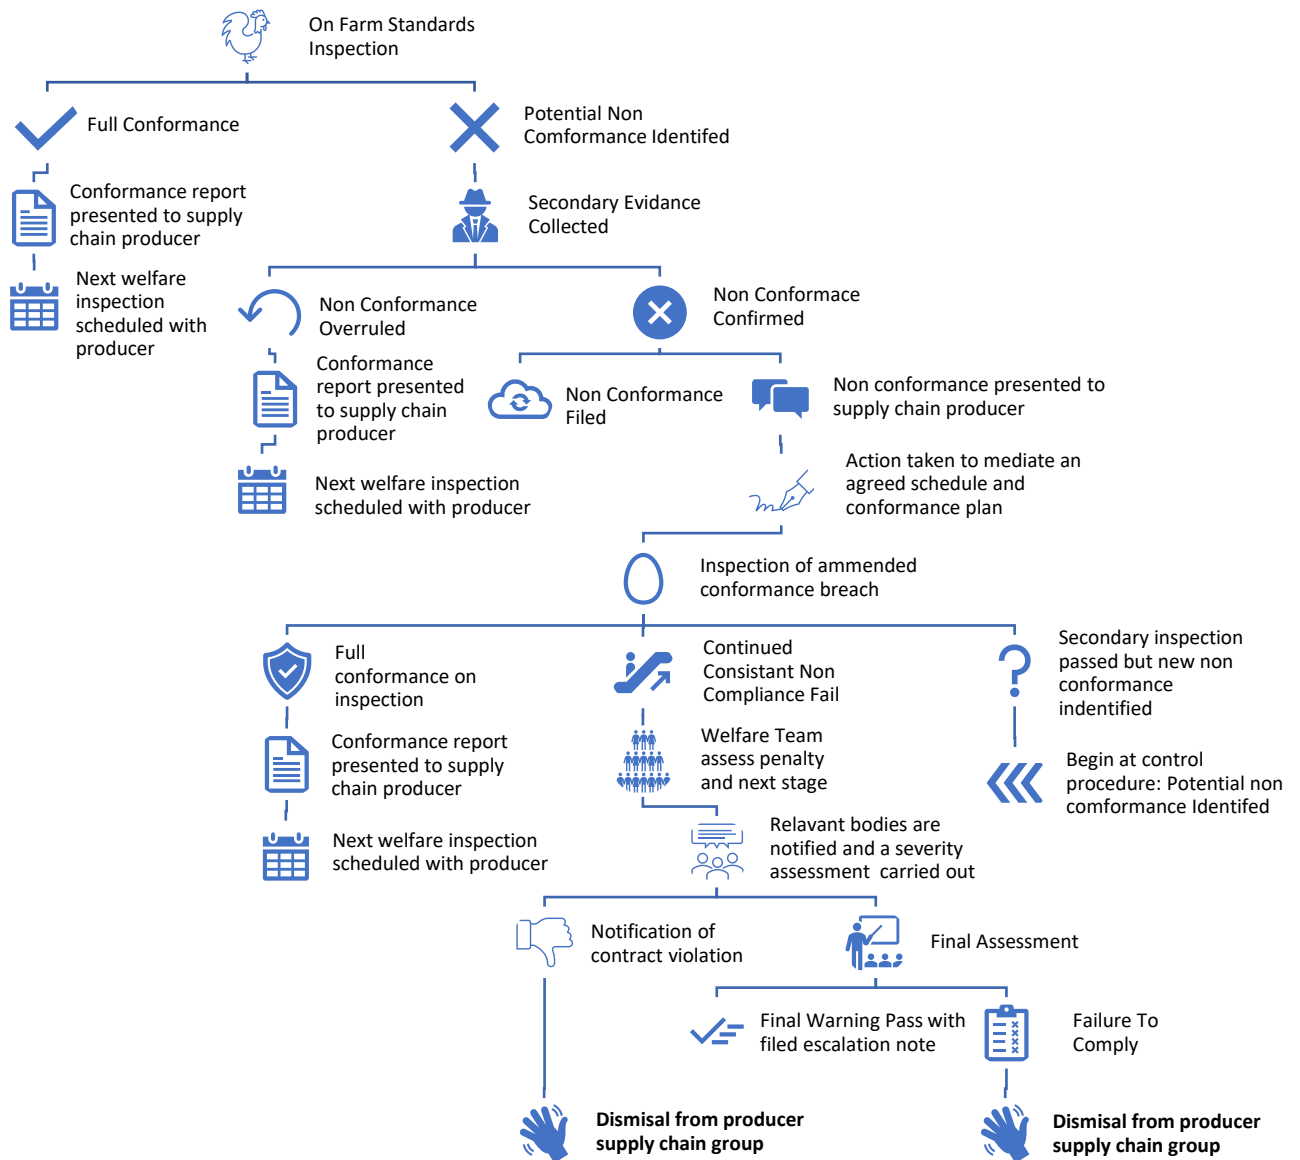 On Farm Standards
Inspection
Full Conformance
Potential Non
Comformance Identifed
Conformance report
presented to supply
chain producer
Secondary Evidance
Collected
Next welfare
inspection
scheduled with
producer
Non Conformance
Overruled
Non Conformace
Confirmed
Conformance
report presented
to supply chain
producer
Non Conformance
Filed
Non conformance presented to
supply chain producer
Next welfare inspection
scheduled with producer
Action taken to mediate an
agreed schedule and
conformance plan
Inspection of ammended
conformance breach
Full
conformance on
inspection
Continued
Consistant Non
Compliance Fail
Secondary inspection
passed but new non
conformance
indentified
Conformance report
presented to supply
chain producer
Welfare Team
assess penalty
and next stage
Begin at control
procedure: Potential non
comformance Identifed
Next welfare inspection
scheduled with producer
Relavant bodies are
notified and a severity
assessment carried out
Notification of
contract violation
Final Assessment
Final Warning Pass with
filed escalation note
Failure To
Comply
Dismisal from producer
supply chain group
Dismisal from producer
supply chain group